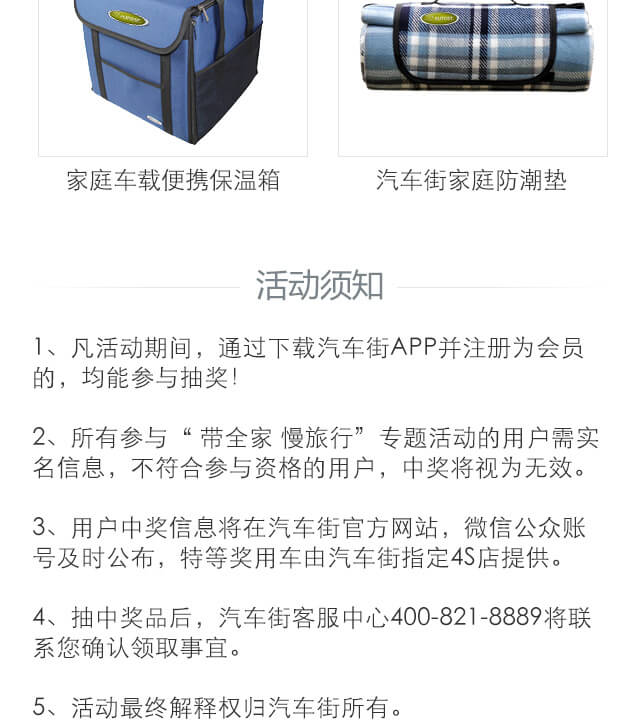 家庭车载便携保温箱
汽车街家庭防潮垫
活动须知
1、凡活动期间，通过下载汽车街APP并注册为会员
的，均能参与抽奖！
2、所有参与“ 带全家 慢旅行”专题活动的用户需实
名信息，不符合参与资格的用户，中奖将视为无效。
3、用户中奖信息将在汽车街官方网站，微信公众账
号及时公布，特等奖用车由汽车街指定4S店提供。
4、抽中奖品后，汽车街客服中心400-821-8889将联
系您确认领取事宜。
5、活动最终解释权归汽车街所有。